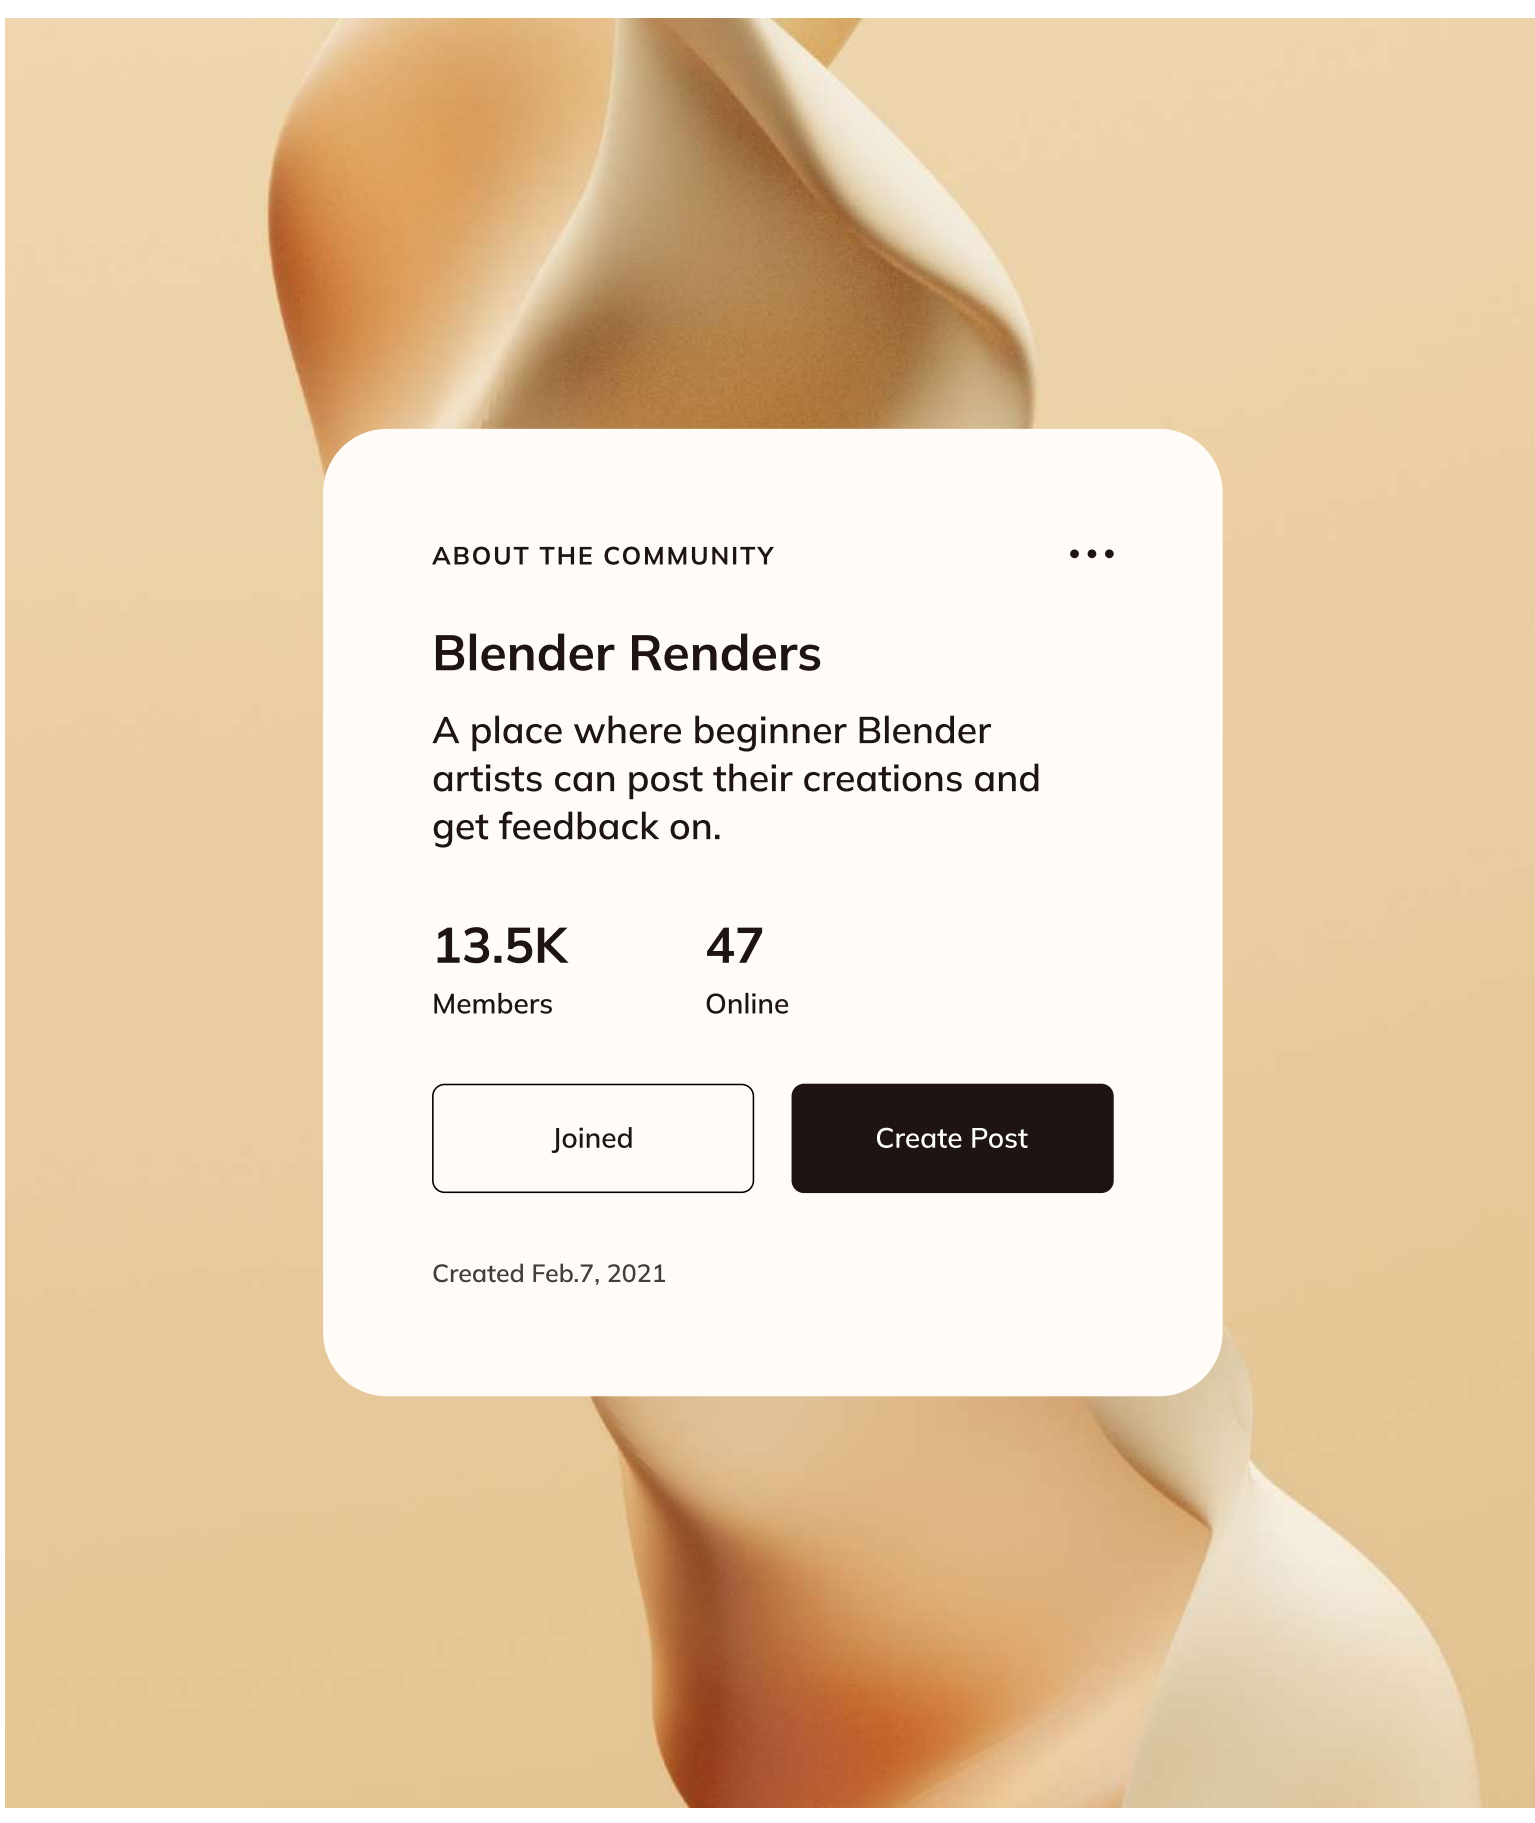 ABOUT THE COMMUNITY
Blender Renders
A place where beginner Blender
artists can post their creations and
get feedback on.
13.5K 47
Members Online
Joined Create Post
Created Feb.7, 2021